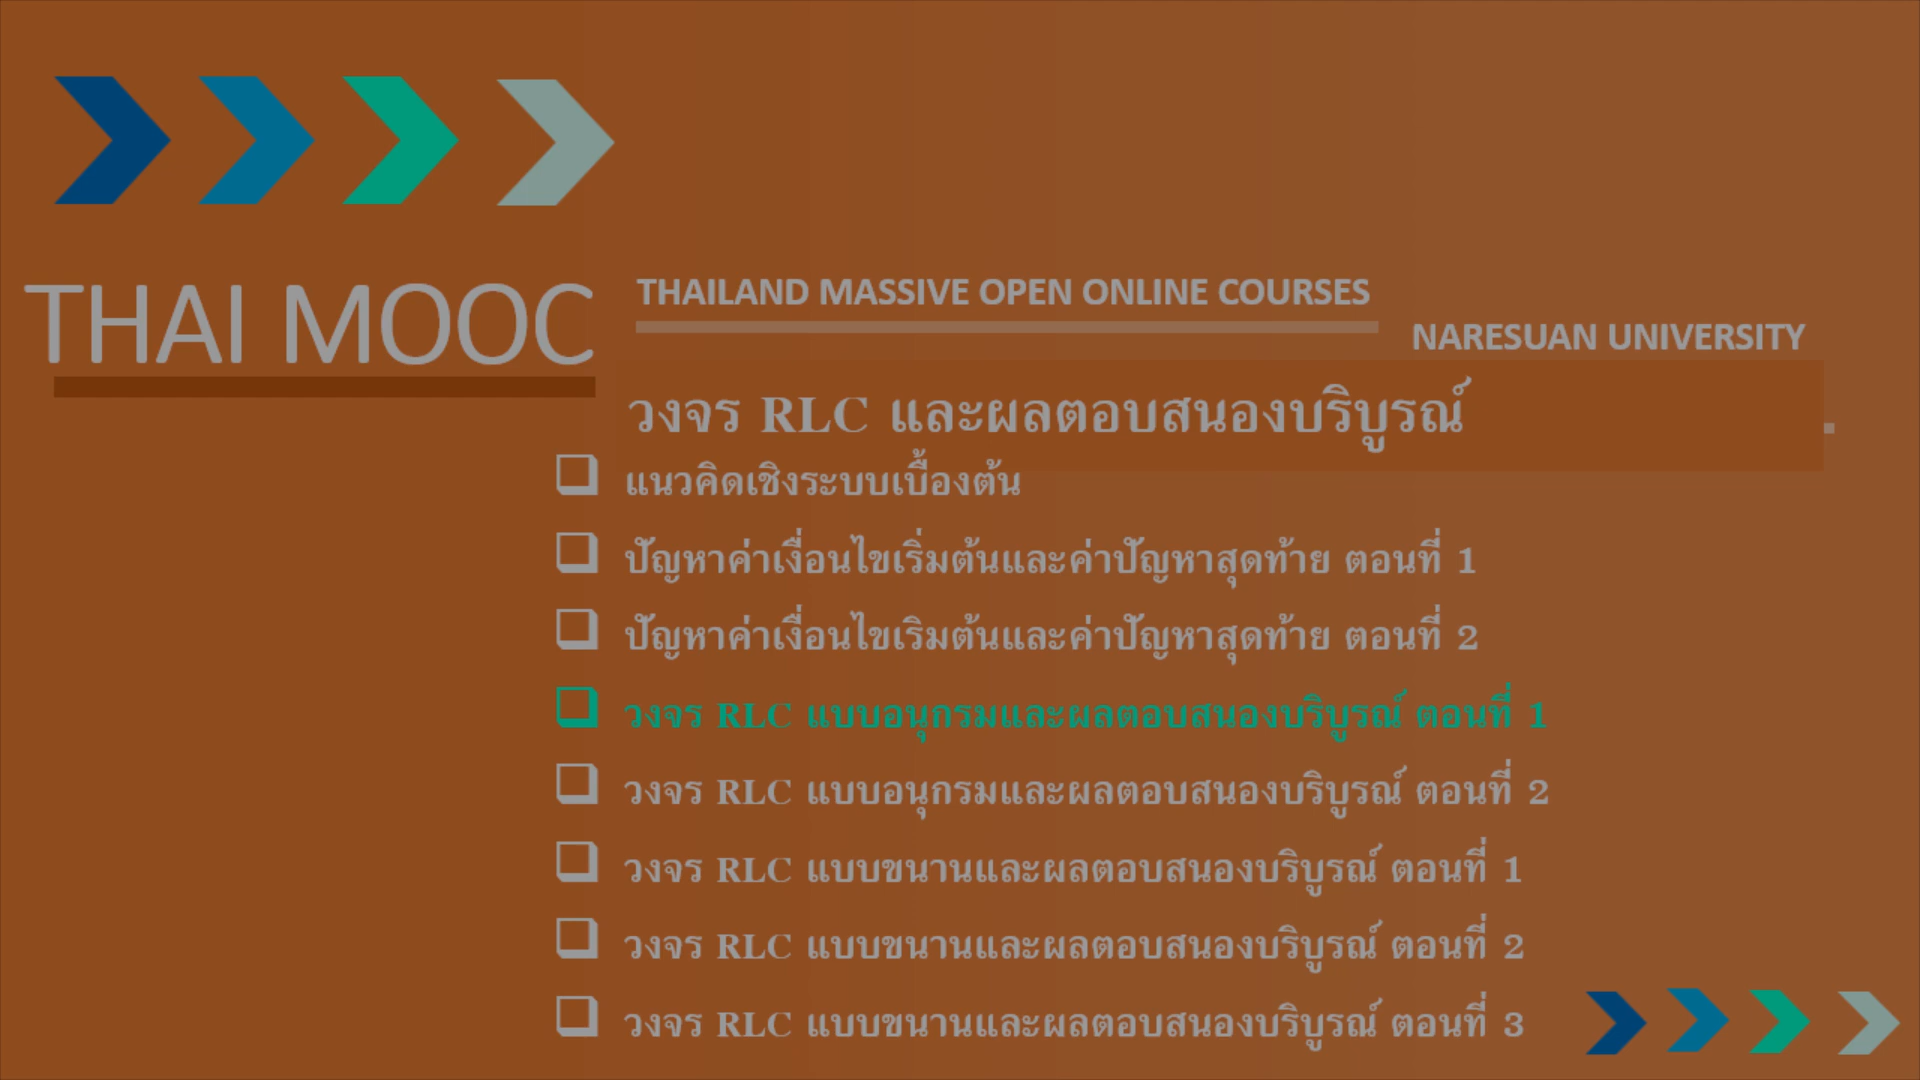 THAI MOOC
THAILAND MASSIVE OPEN ONLINE COURSES
NARESUAN UNIVERSITY
วงจร RLC และผลตอบสนองบริบูรณ์
แนวคิดเชิงระบบเบื้องต้น
ปัญหาค่าเงื่อนไขเริ่มต้นและค่าปัญหาสุดท้าย ตอนที่ 1
ปัญหาค่าเงื่อนไขเริมต้นและค่าปัญหาสุดท้าย ตอนที่ 2
วงจร RLC แบบอนุกรมและผลตอบสนองบริบูรณ์ ตอนที่ 1
วงจร RLC แบบอนุกรมและผลตอบสนองบริบูรณ์ ตอนที่ 2
วงจร RLC แบบขนานและผลตอบสนองบริบูรณ์ ตอนที่ 1
วงจร RLC แบบขนานและผลตอบสนองบริบูรณ์ ตอนที่ 2
วงจร RLC แบบขนานและผลตอบสนองบริบูรณ์ ตอนที่ 3